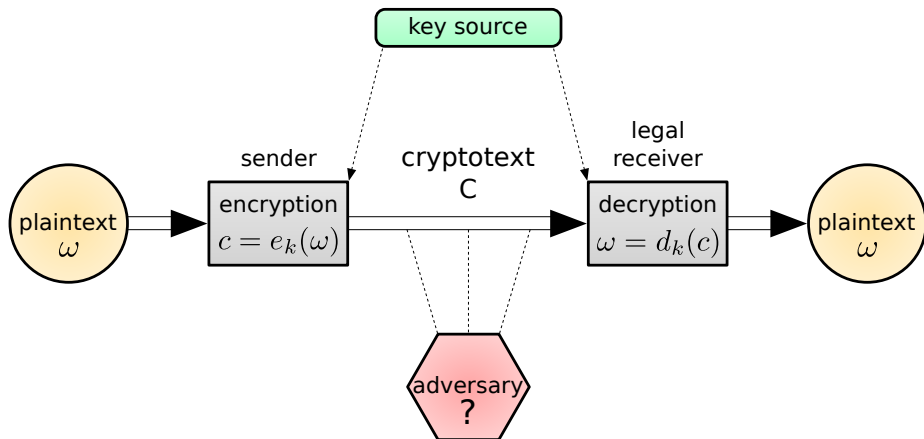 key source
sender
cryptotext
C
legal
receiver
plaintext
ω
encryption
c = e_k(ω)
decryption
ω = d_k(c)
plaintext
ω
adversary
?